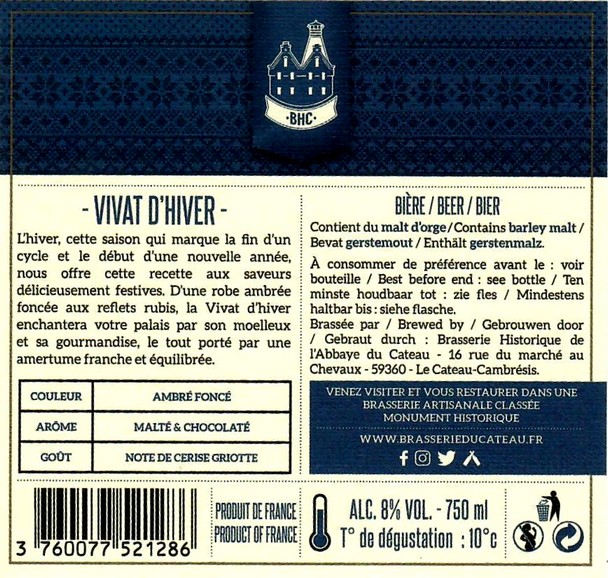 ·BHC·
- VIVAT D'HIVER -
L'hiver, cette saison qui marque la fin d'un
cycle et le début d'une nouvelle année,
nous offre cette recette aux saveurs
délicieusement festives. D'une robe ambrée
foncée aux reflets rubis, la Vivat d'hiver
enchantera votre palais par son moelleux
et sa gourmandise, le tout porté par une
amertume franche et équilibrée.
COULEUR AMBRÉ FONCÉ
ARÔME MALTÉ & CHOCOLATÉ
GOÛT NOTE DE CERISE GRIOTTE
BIÈRE / BEER / BIER
Contient du malt d'orge / Contains barley malt /
Bevat gerstemout / Enthält gerstenmalz.
À consommer de préférence avant le : voir
bouteille / Best before end : see bottle / Ten
minste houdbaar tot : zie fles / Mindestens
haltbar bis : siehe flasche.
Brassée par / Brewed by / Gebrouwen door
/ Gebraut durch : Brasserie Historique de
l'Abbaye du Cateau - 16 rue du marché au
Chevaux - 59360 - Le Cateau-Cambrésis.
VENEZ VISITER ET VOUS RESTAURER DANS UNE
BRASSERIE ARTISANALE CLASSÉE
MONUMENT HISTORIQUE
WWW.BRASSERIEDUCATEAU.FR
3 760077 521286
PRODUIT DE FRANCE
PRODUCT OF FRANCE
ALC. 8% VOL. - 750 ml
T° de dégustation : 10°c